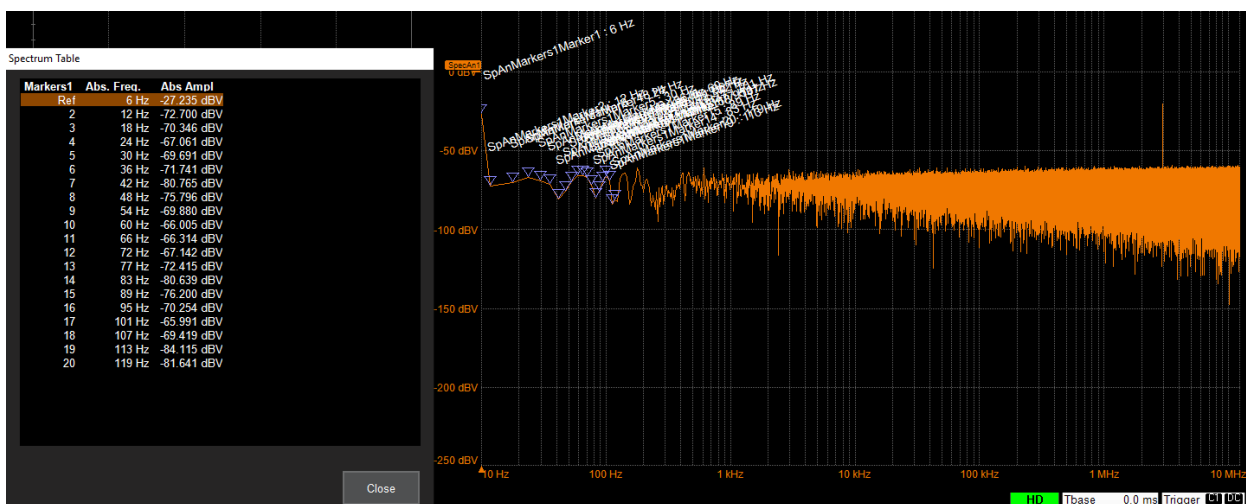 Spectrum Table
Markers1 Abs. Freq. Abs Ampl
Ref 6 Hz -27.235 dBV
2 12 Hz -72.700 dBV
3 18 Hz -70.346 dBV
4 24 Hz -67.061 dBV
5 30 Hz -69.691 dBV
6 36 Hz -71.741 dBV
7 42 Hz -80.765 dBV
8 48 Hz -75.796 dBV
9 54 Hz -69.880 dBV
10 60 Hz -66.005 dBV
11 66 Hz -66.314 dBV
12 72 Hz -67.142 dBV
13 77 Hz -72.415 dBV
14 83 Hz -80.639 dBV
15 89 Hz -76.200 dBV
16 95 Hz -70.254 dBV
17 101 Hz -65.991 dBV
18 107 Hz -69.419 dBV
19 113 Hz -84.115 dBV
20 119 Hz -81.641 dBV
Close
SpAnMarkers1Marker1 : 6 Hz
SpecAn1
0 dBV
-50 dBV
-100 dBV
-150 dBV
-200 dBV
-250 dBV
10 Hz 100 Hz 1 kHz 10 kHz 100 kHz 1 MHz 10 MHz
HD Tbase 0.0 ms Trigger C1 DC